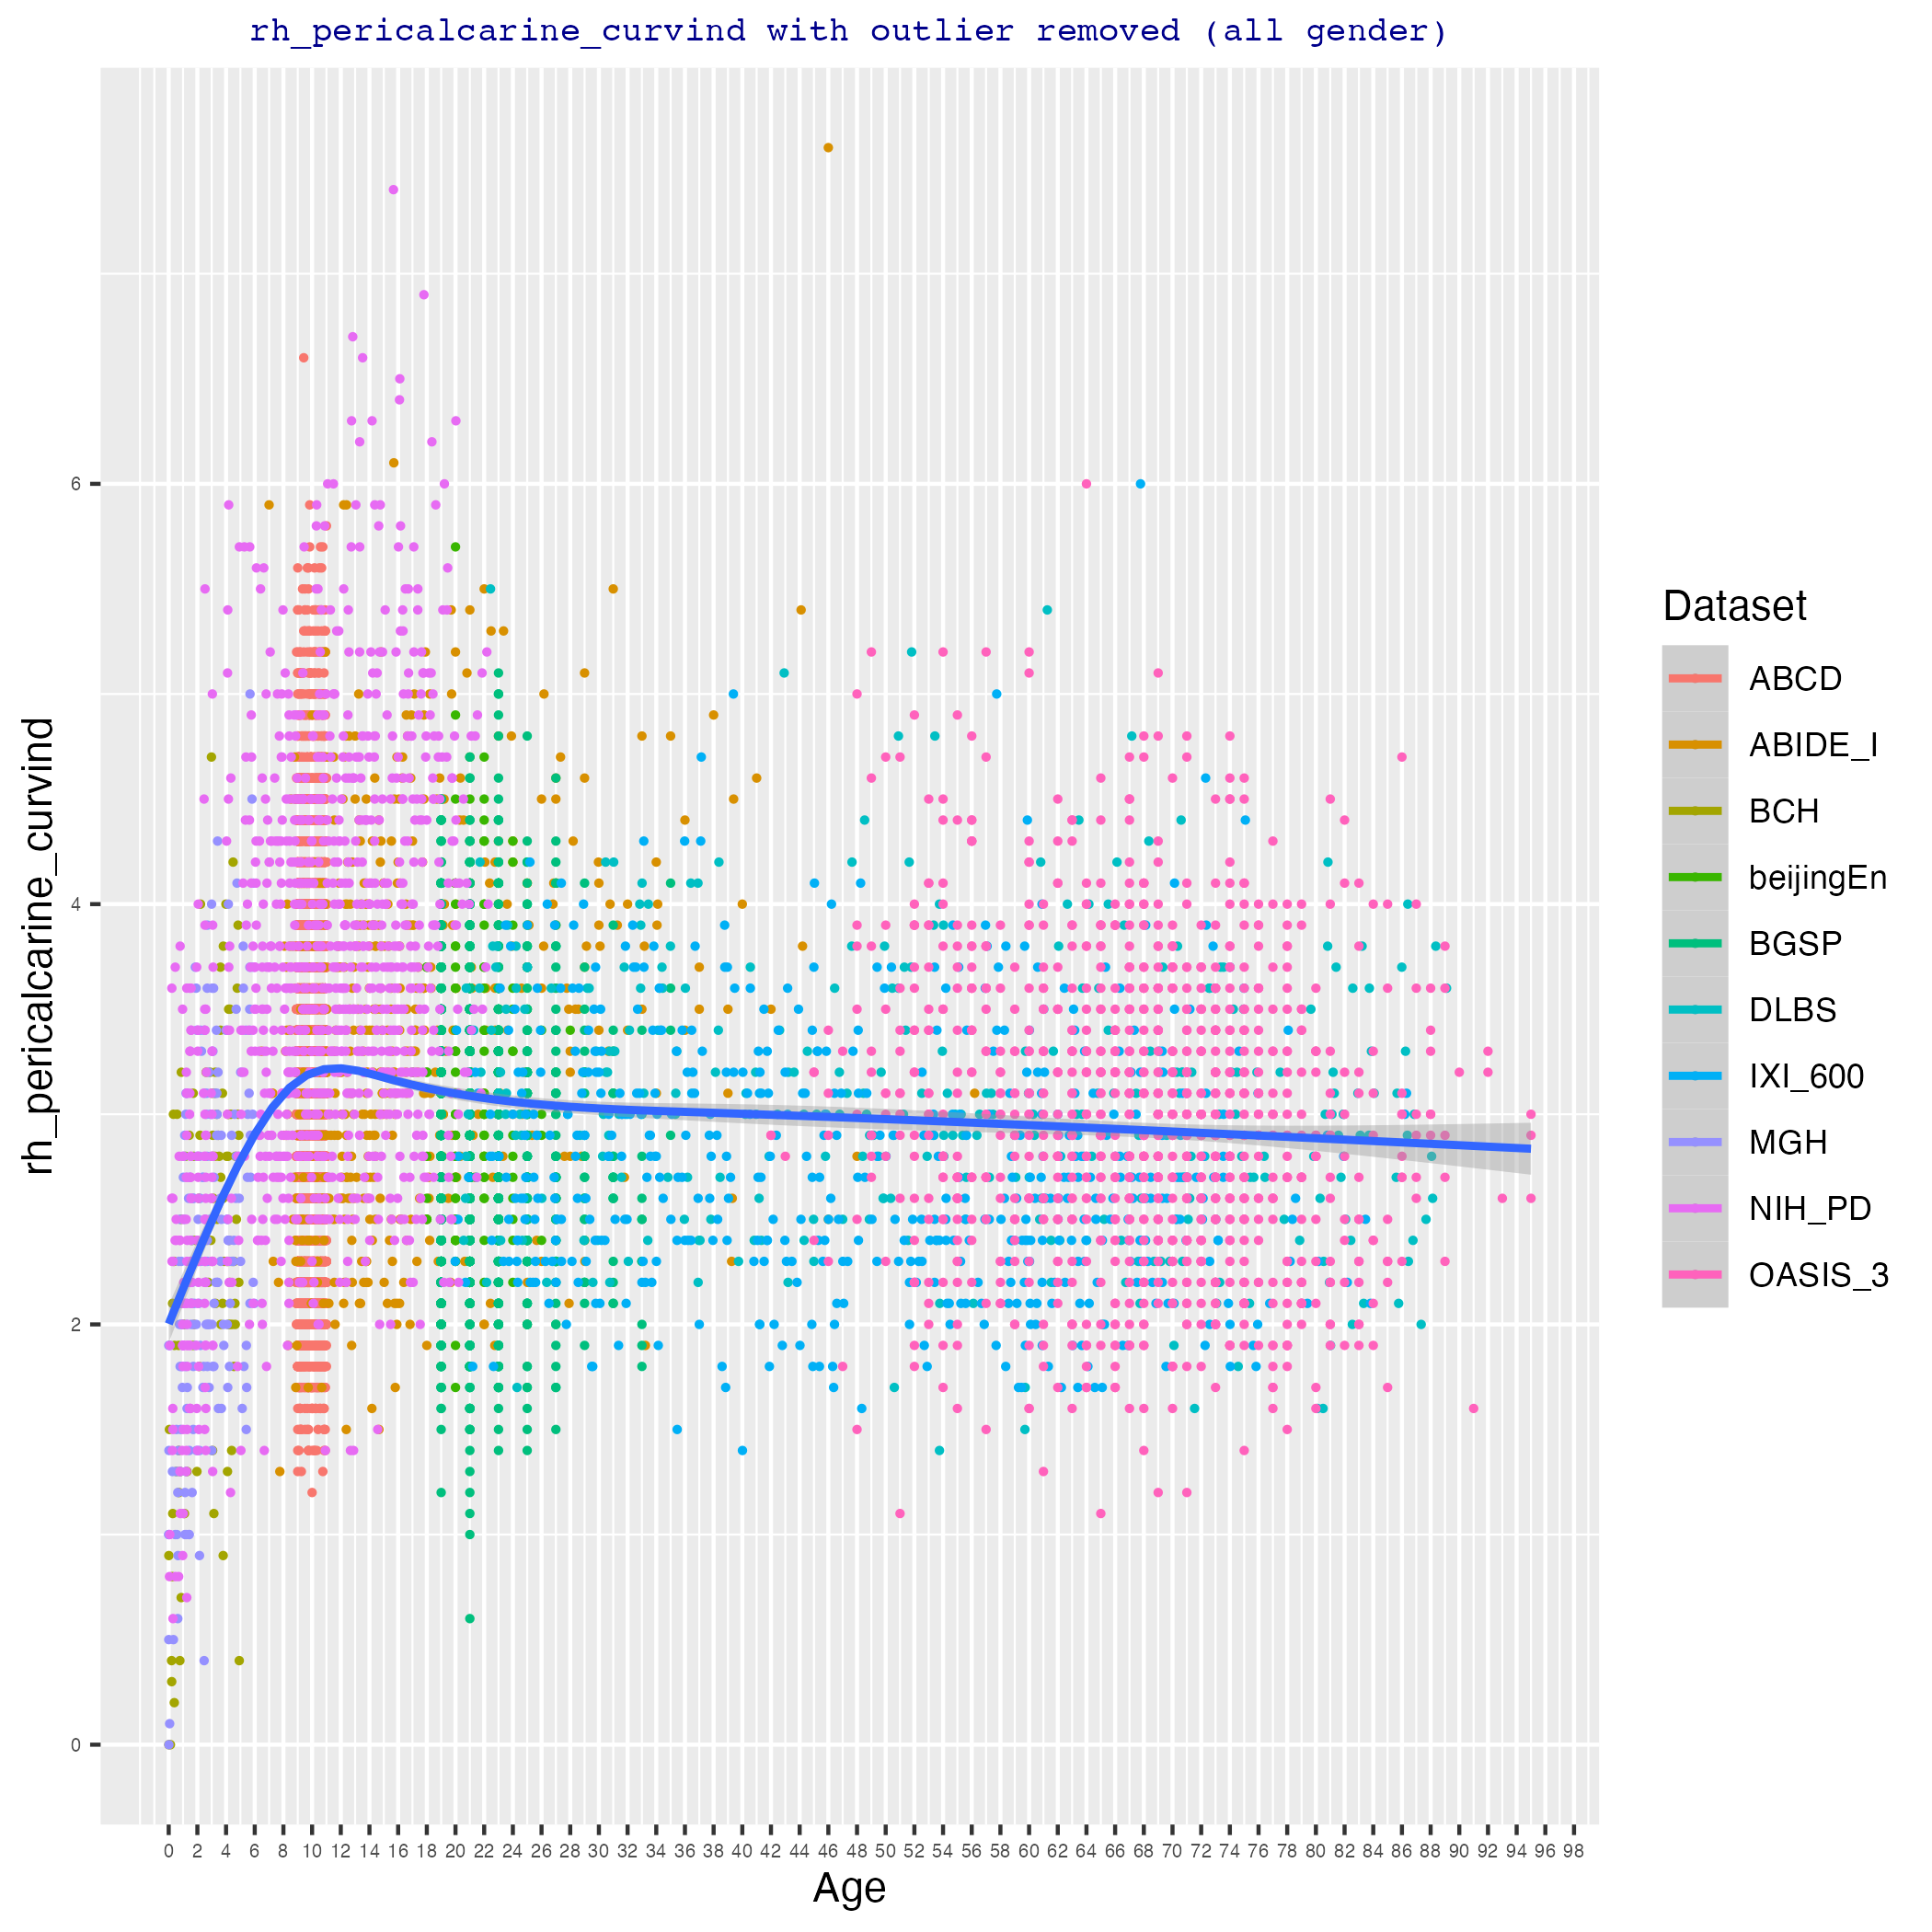 rh_pericalcarine_curvind with outlier removed (all gender)
rh_pericalcarine_curvind
6
4
2
0
0 2 4 6 8 10 12 14 16 18 20 22 24 26 28 30 32 34 36 38 40 42 44 46 48 50 52 54 56 58 60 62 64 66 68 70 72 74 76 78 80 82 84 86 88 90 92 94 96 98
Age
Dataset
ABCD
ABIDE_I
BCH
beijingEn
BGSP
DLBS
IXI_600
MGH
NIH_PD
OASIS_3